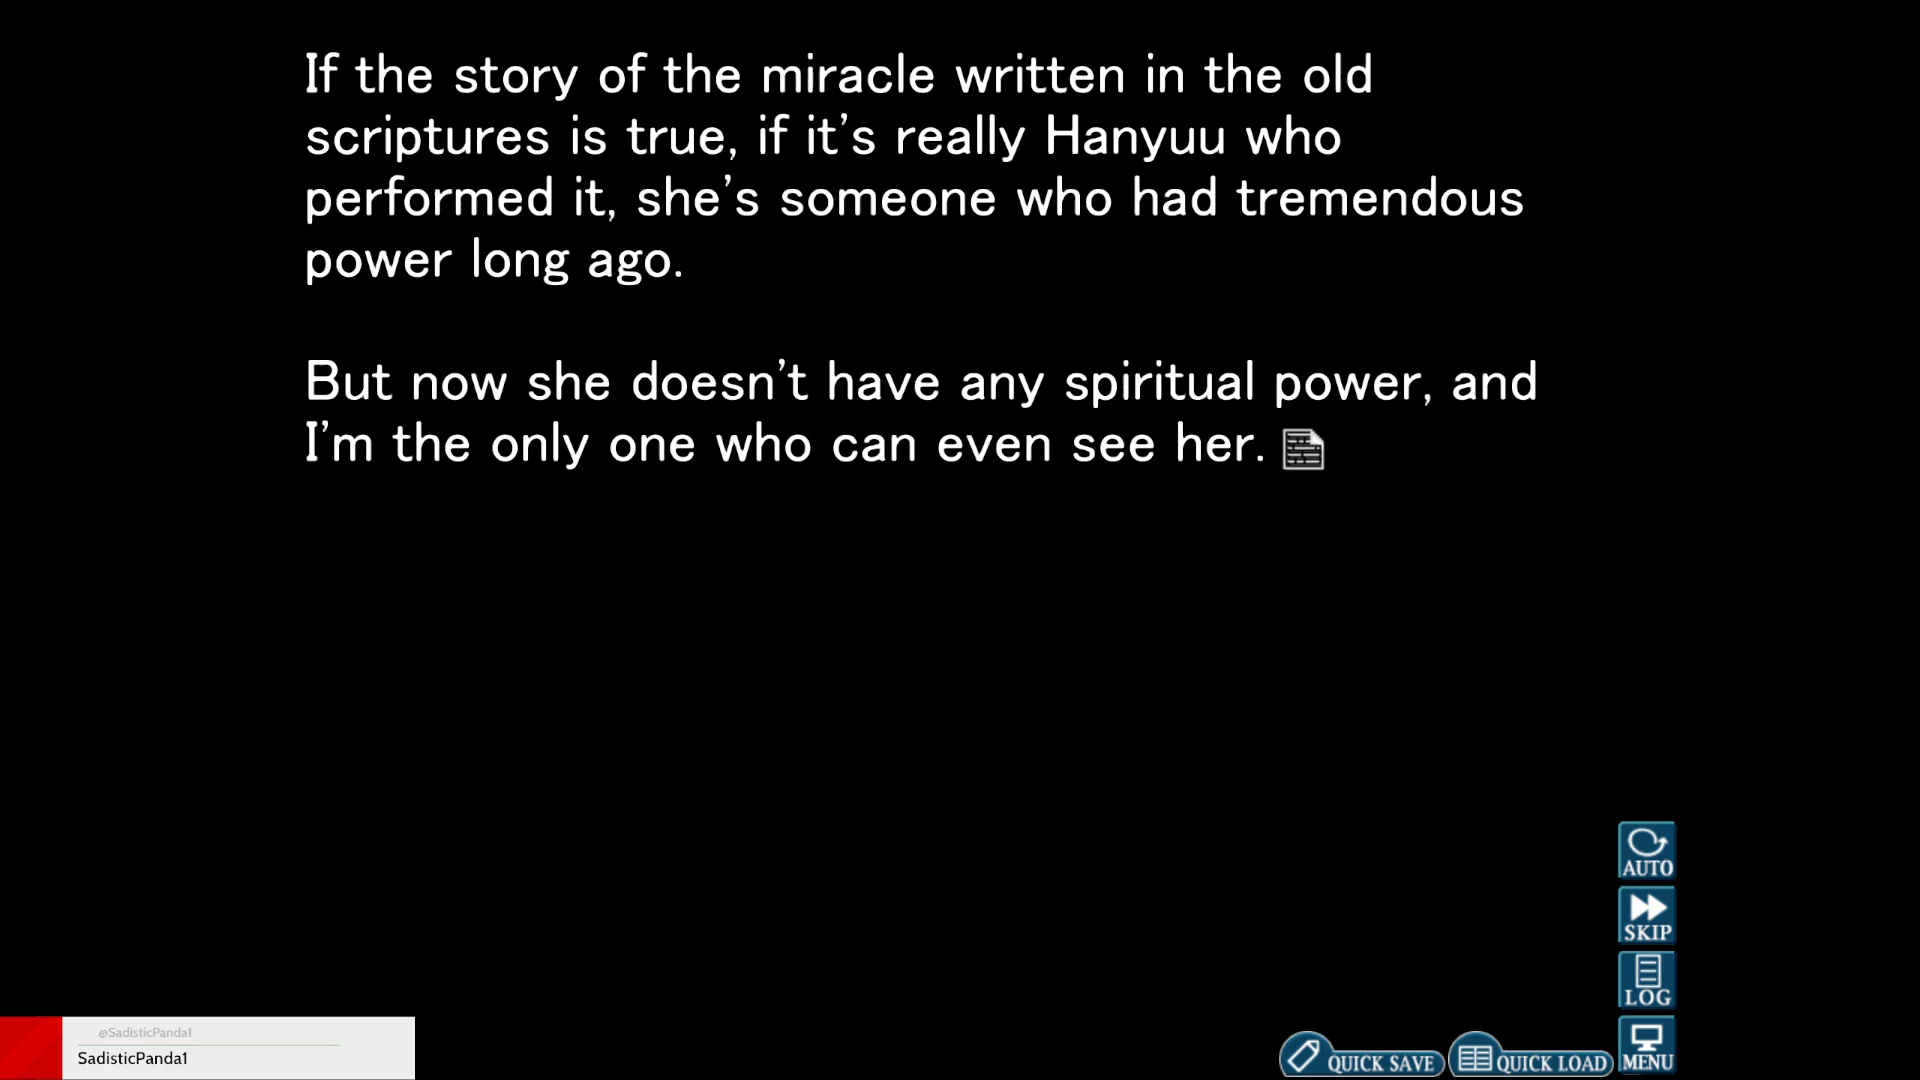 If the story of the miracle written in the old
scriptures is true, if it’s really Hanyuu who
performed it, she’s someone who had tremendous
power long ago.
But now she doesn’t have any spiritual power, and
I’m the only one who can even see her.
AUTO
SKIP
LOG
MENU
QUICK SAVE
QUICK LOAD
@SadisticPanda1
SadisticPanda1